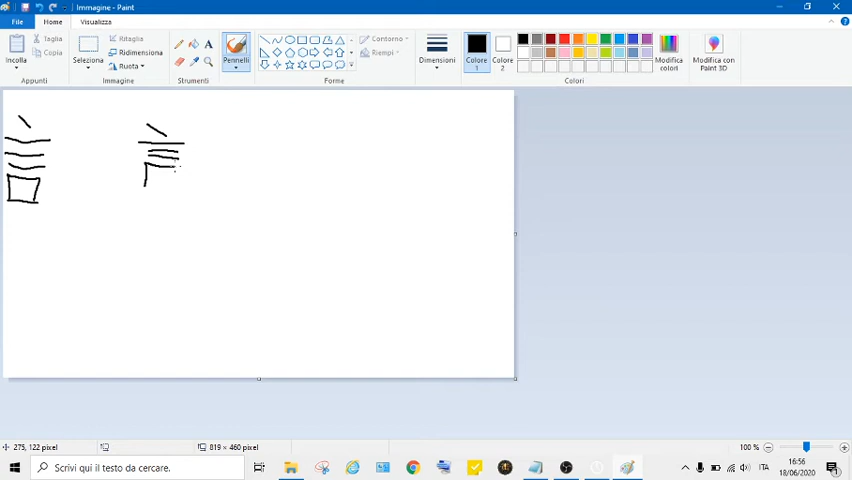 Immagine - Paint
File Home Visualizza
Incolla
Taglia
Copia
Appunti
Seleziona
Ritaglia
Ridimensiona
Ruota
Immagine
Strumenti
Pennelli
Contorno
Riempi
Forme
Dimensioni
Colore 1
Colore 2
Modifica colori
Colori
Modifica con Paint 3D
言
275, 122 pixel
819 × 460 pixel
100 %
Scrivi qui il testo da cercare.
ITA
16:56
18/06/2020